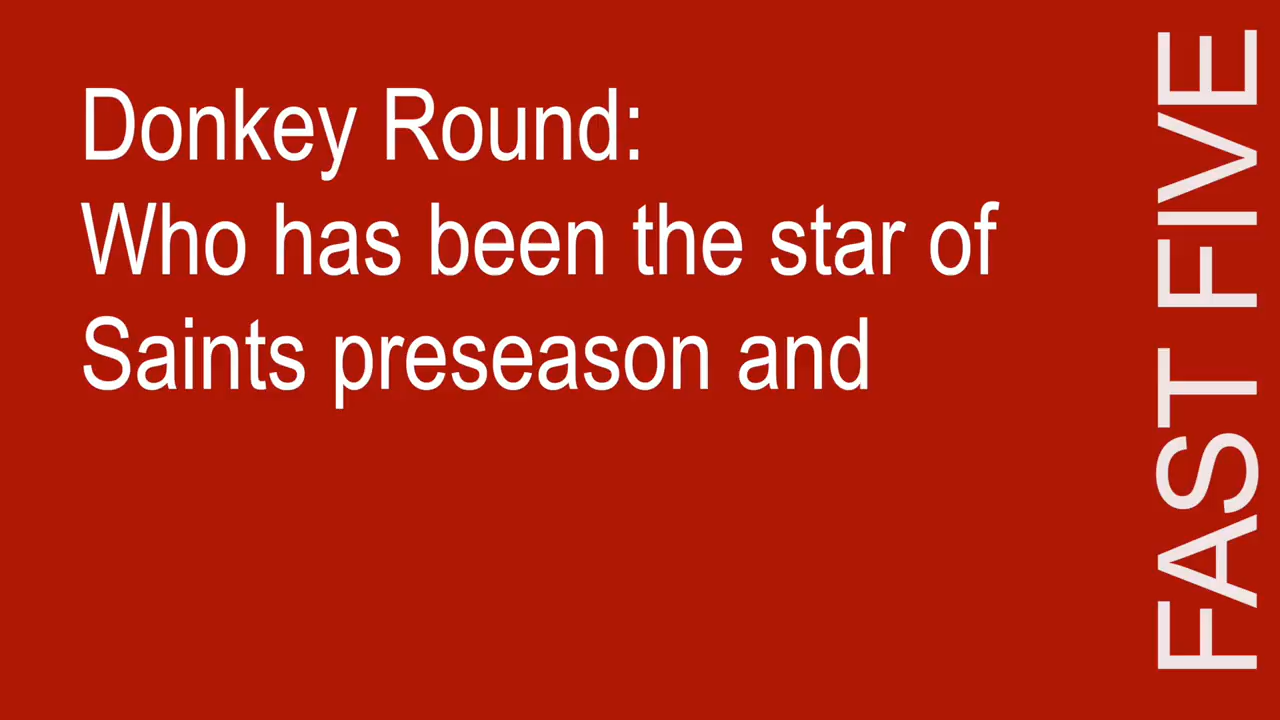 Donkey Round:
Who has been the star of
Saints preseason and
FAST FIVE